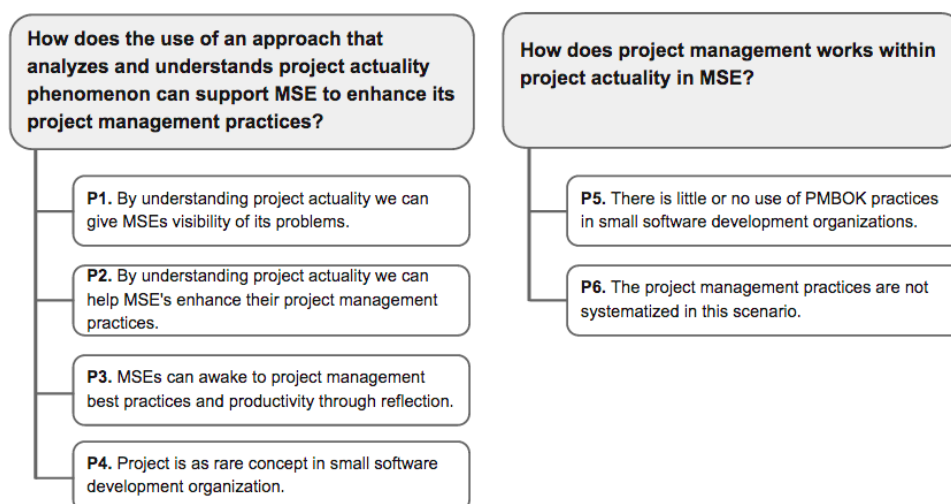 How does the use of an approach that
analyzes and understands project actuality
phenomenon can support MSE to enhance its
project management practices?
P1. By understanding project actuality we can
give MSEs visibility of its problems.
P2. By understanding project actuality we can
help MSE's enhance their project management
practices.
P3. MSEs can awake to project management
best practices and productivity through reflection.
P4. Project is as rare concept in small software
development organization.
How does project management works within
project actuality in MSE?
P5. There is little or no use of PMBOK practices
in small software development organizations.
P6. The project management practices are not
systematized in this scenario.